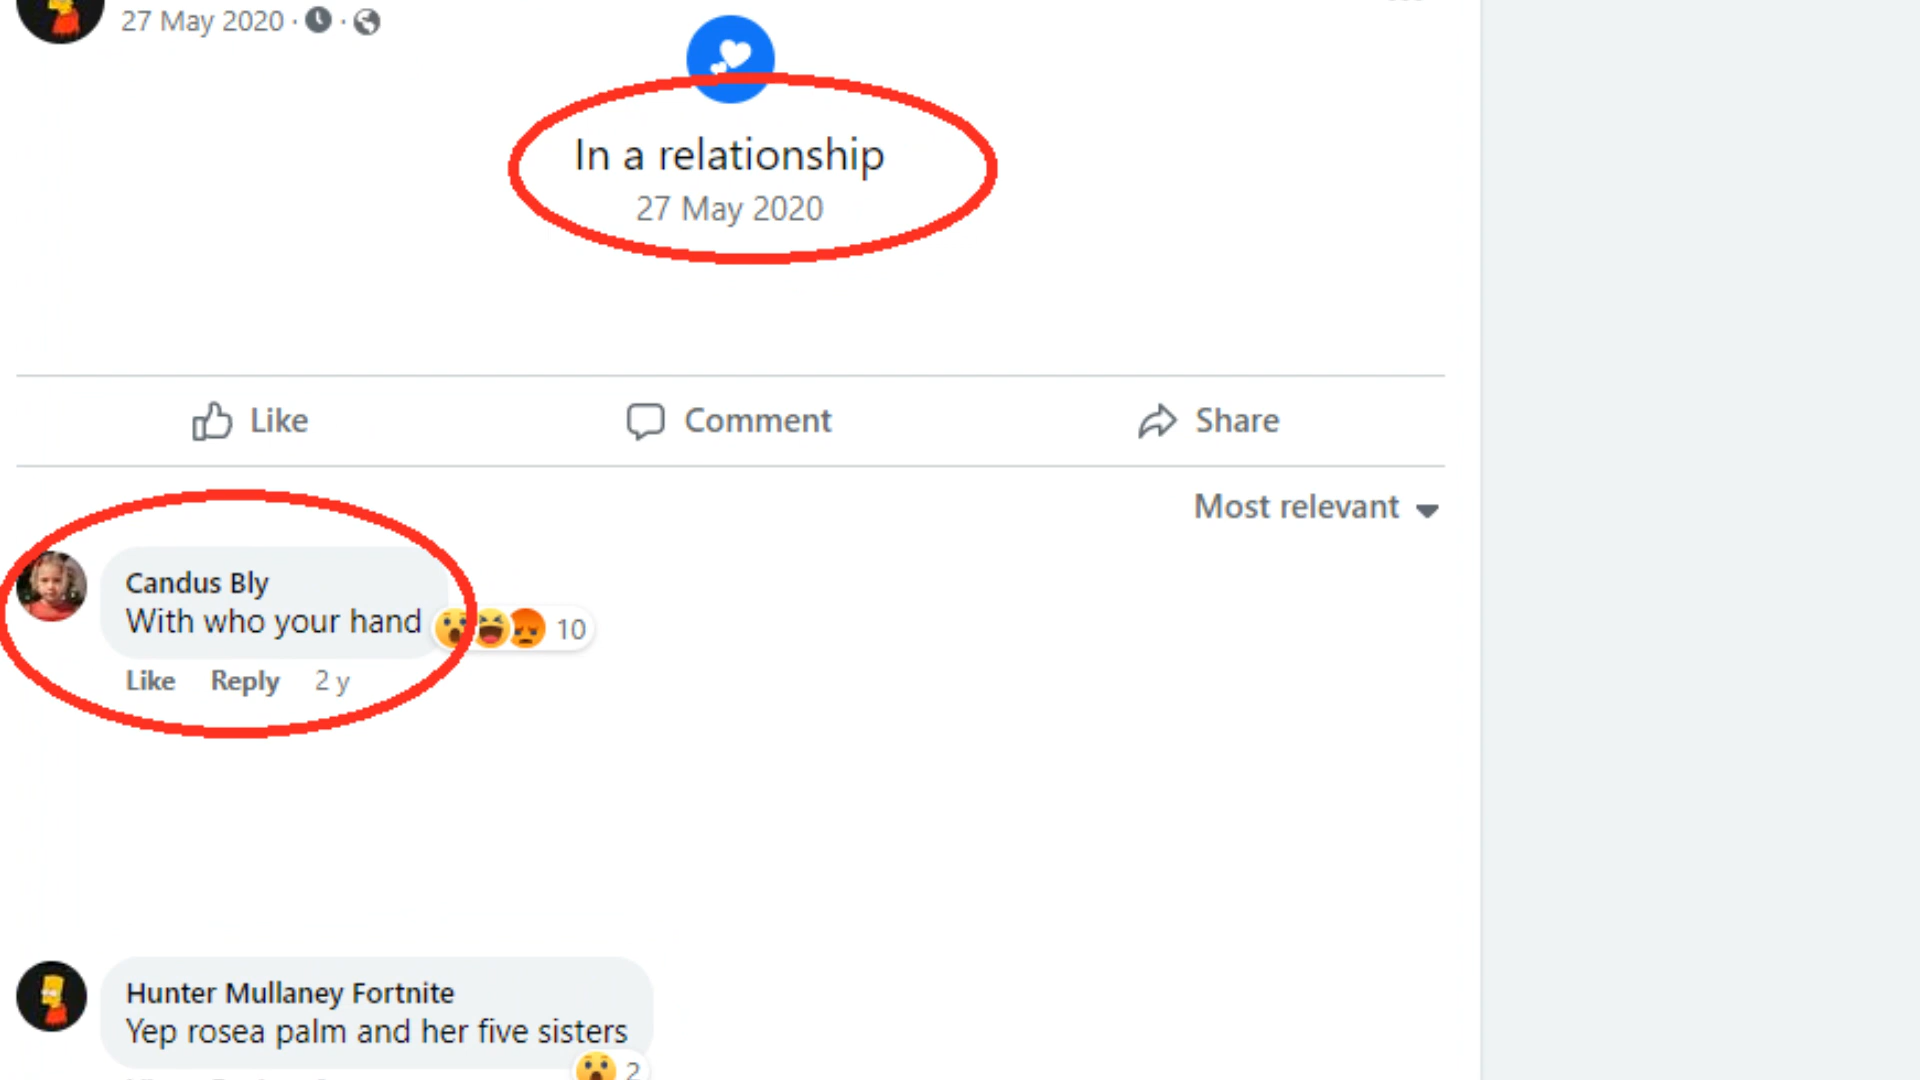 27 May 2020
In a relationship
27 May 2020
Like
Comment
Share
Most relevant
Candus Bly
With who your hand
10
Like Reply 2 y
Hunter Mullaney Fortnite
Yep rosea palm and her five sisters
2